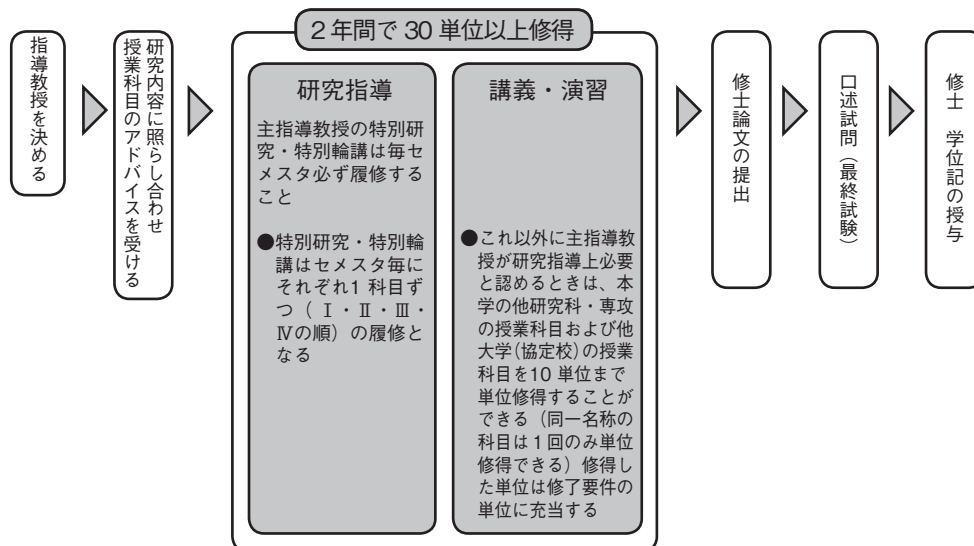 指導教授を決める
研究内容に照らし合わせ
授業科目のアドバイスを受ける
2年間で30単位以上修得
研究指導
主指導教授の特別研
究・特別輪講は毎セ
メスタ必ず履修する
こと
●特別研究・特別輪
講はセメスタ毎に
それぞれ1 科目ず
つ（ Ⅰ・Ⅱ・Ⅲ・
Ⅳの順）の履修と
なる
講義・演習
●これ以外に主指導教
授が研究指導上必要
と認めるときは、本
学の他研究科・専攻
の授業科目および他
大学（協定校）の授業
科目を10 単位まで
単位修得することが
できる（同一名称の
科目は１回のみ単位
修得できる）修得し
た単位は修了要件の
単位に充当する
修士論文の提出
口述試問（最終試験）
修士　学位記の授与